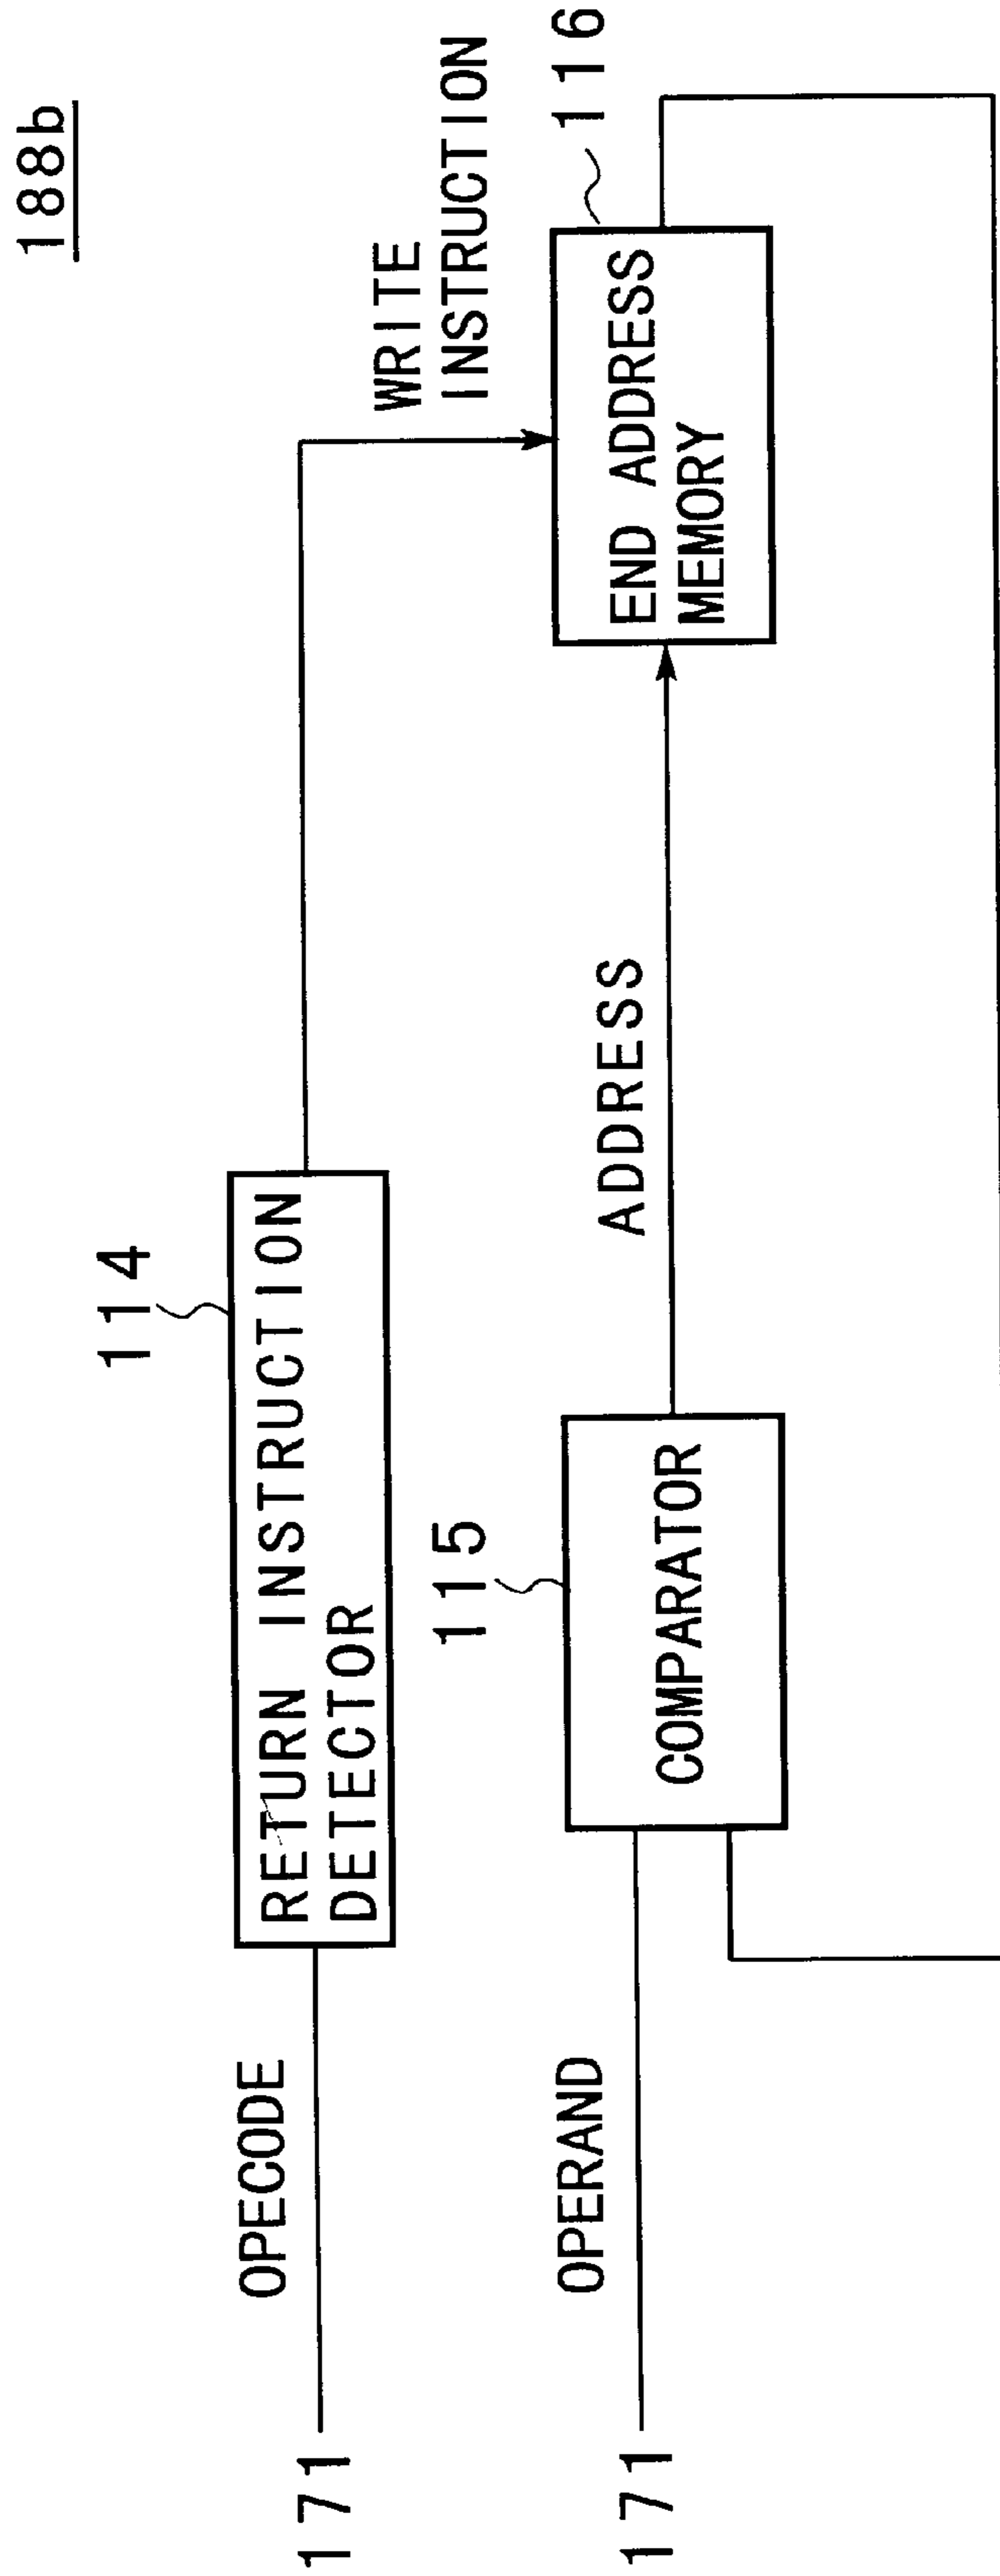 188b
114
171
OPECODE
RETURN INSTRUCTION
DETECTOR
WRITE
INSTRUCTION
115
116
171
OPERAND
COMPARATOR
ADDRESS
END ADDRESS
MEMORY